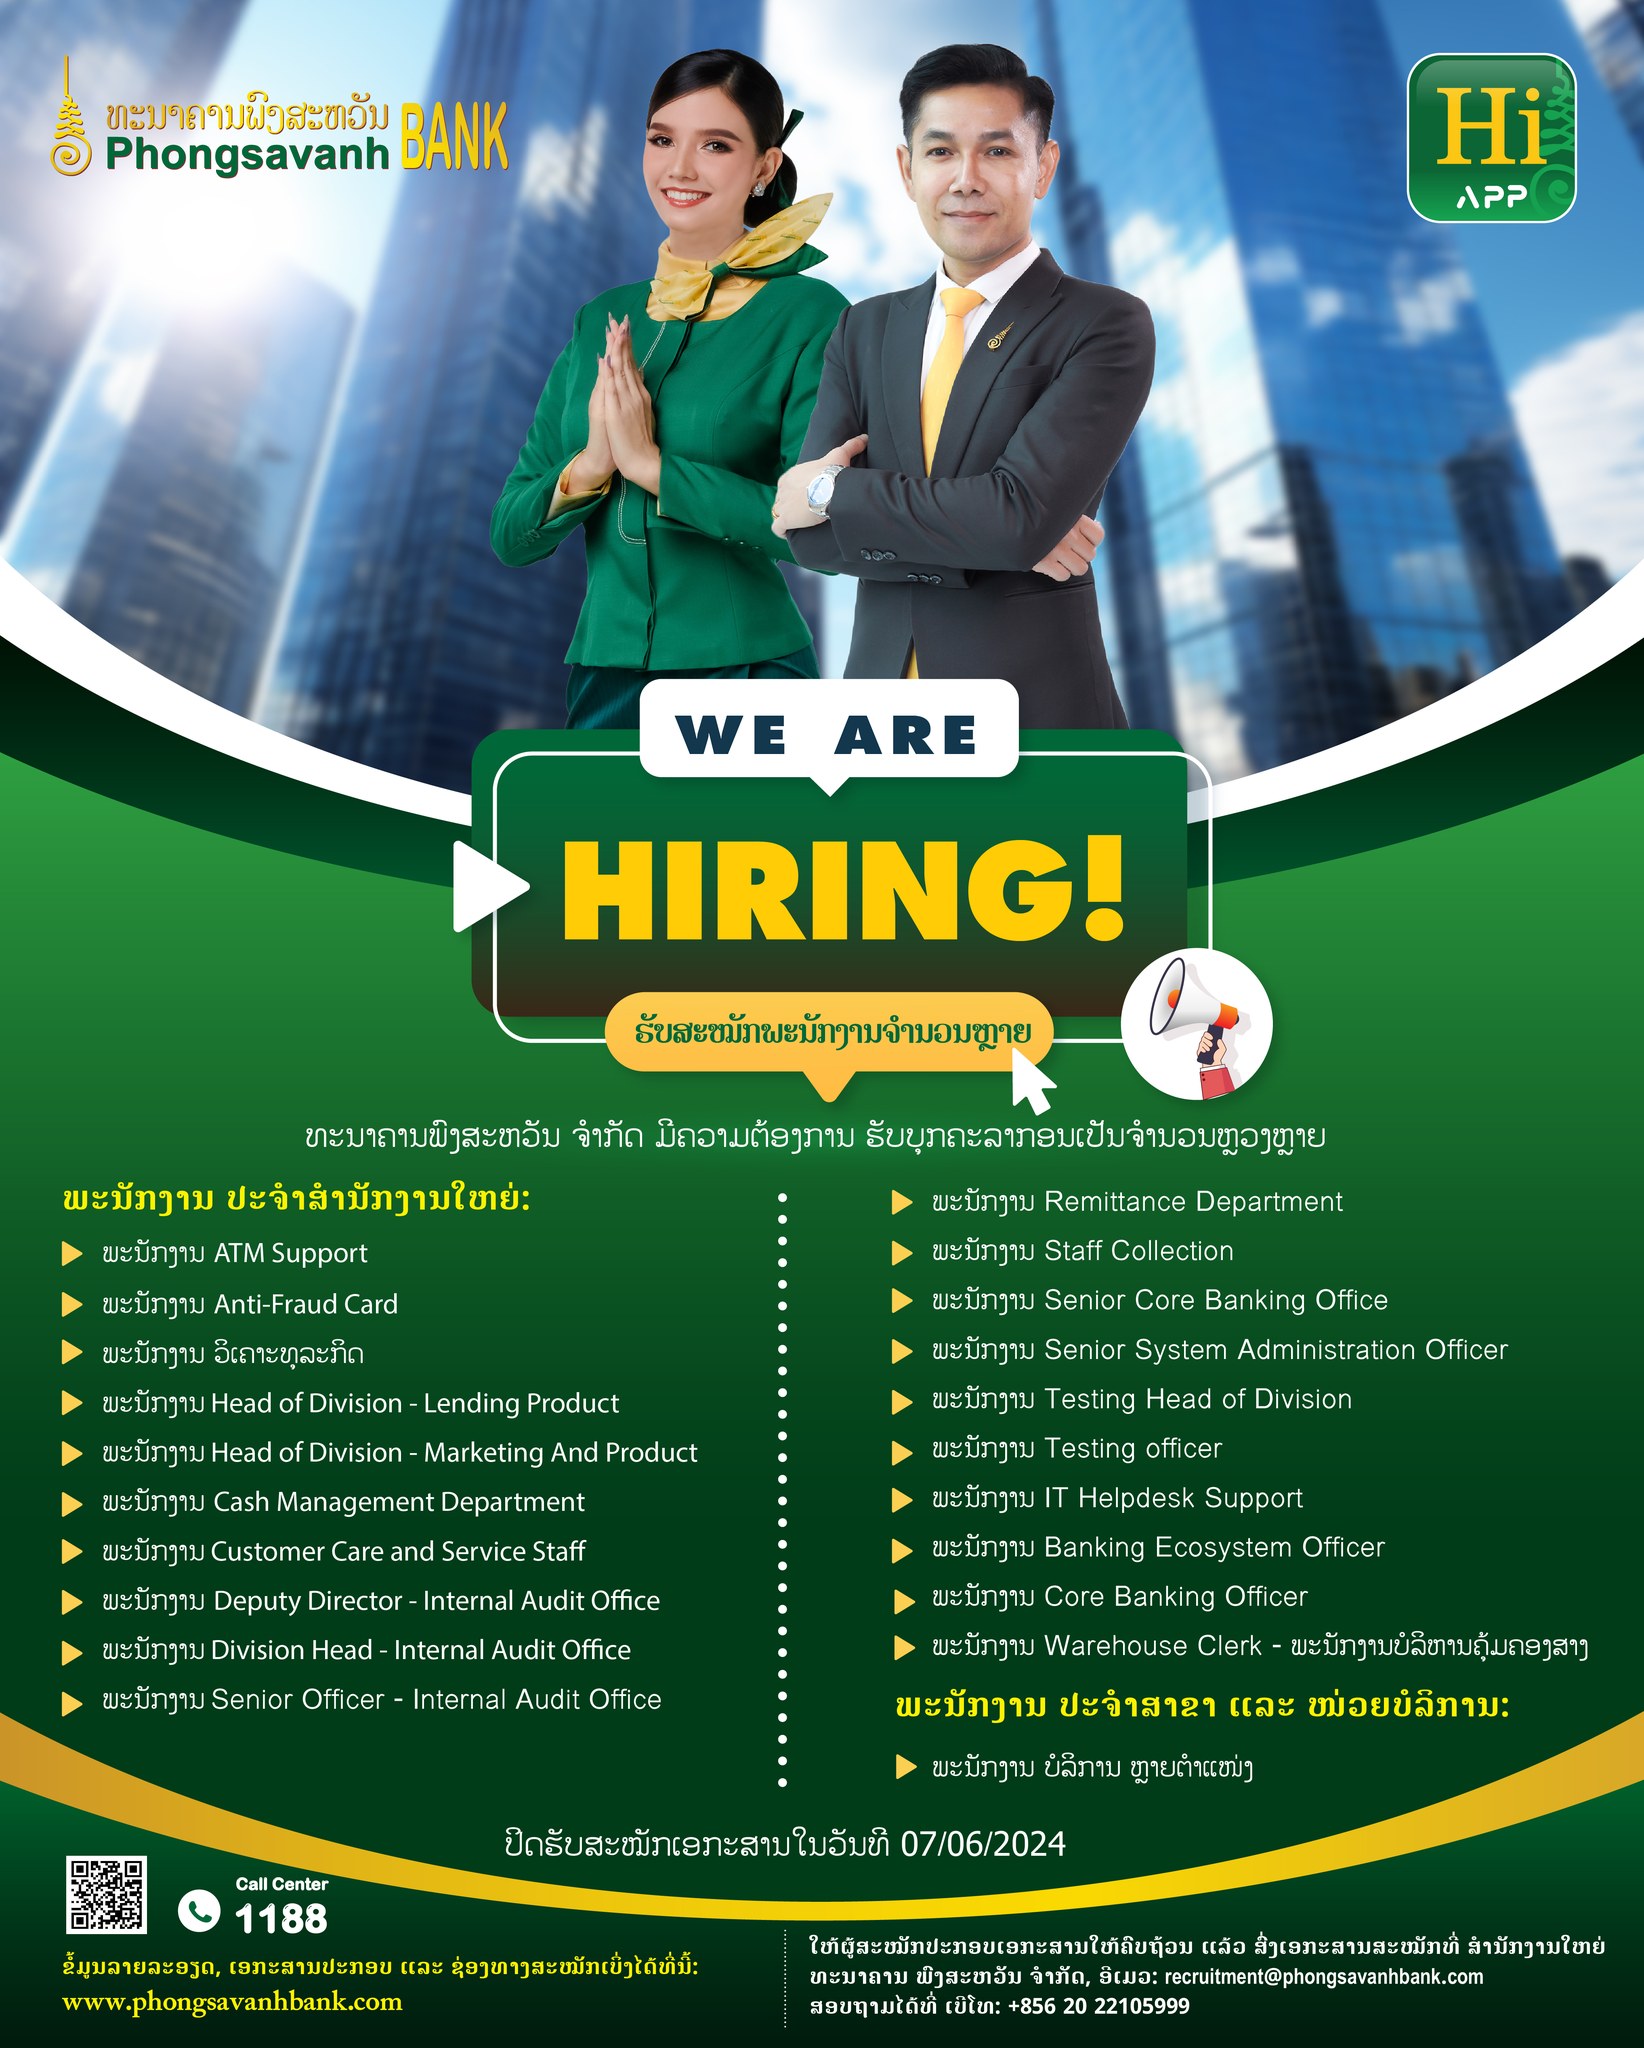 ທະນາຄານພົງສະຫວັນ
Phongsavanh BANK
Hi
APP
WE ARE
HIRING!
ຮັບສະໝັກພະນັກງານຈຳນວນຫຼາຍ
ທະນາຄານພົງສະຫວັນ ຈຳກັດ ມີຄວາມຕ້ອງການ ຮັບບຸກຄະລາກອນເປັນຈຳນວນຫຼວງຫຼາຍ
ພະນັກງານ ປະຈຳສຳນັກງານໃຫຍ່:
ພະນັກງານ ATM Support
ພະນັກງານ Anti-Fraud Card
ພະນັກງານ ວິເຄາະທຸລະກິດ
ພະນັກງານ Head of Division - Lending Product
ພະນັກງານ Head of Division - Marketing And Product
ພະນັກງານ Cash Management Department
ພະນັກງານ Customer Care and Service Staff
ພະນັກງານ Deputy Director - Internal Audit Office
ພະນັກງານ Division Head - Internal Audit Office
ພະນັກງານ Senior Officer - Internal Audit Office
ພະນັກງານ Remittance Department
ພະນັກງານ Staff Collection
ພະນັກງານ Senior Core Banking Office
ພະນັກງານ Senior System Administration Officer
ພະນັກງານ Testing Head of Division
ພະນັກງານ Testing officer
ພະນັກງານ IT Helpdesk Support
ພະນັກງານ Banking Ecosystem Officer
ພະນັກງານ Core Banking Officer
ພະນັກງານ Warehouse Clerk - ພະນັກງານບໍລິຫານຄຸ້ມຄອງສາງ
ພະນັກງານ ປະຈຳສາຂາ ແລະ ໜ່ວຍບໍລິການ:
ພະນັກງານ ບໍລິການ ຫຼາຍຕຳແໜ່ງ
ປິດຮັບສະໝັກເອກະສານໃນວັນທີ 07/06/2024
Call Center
1188
ຂໍ້ມູນລາຍລະອຽດ, ເອກະສານປະກອບ ແລະ ຊ່ອງທາງສະໝັກເບິ່ງໄດ້ທີ່ນີ້:
www.phongsavanhbank.com
ໃຫ້ຜູ້ສະໝັກປະກອບເອກະສານໃຫ້ຄົບຖ້ວນ ແລ້ວ ສົ່ງເອກະສານສະໝັກທີ່ ສຳນັກງານໃຫຍ່
ທະນາຄານ ພົງສະຫວັນ ຈຳກັດ, ອີເມວ: recruitment@phongsavanhbank.com
ສອບຖາມໄດ້ທີ່ ເບີໂທ: +856 20 22105999